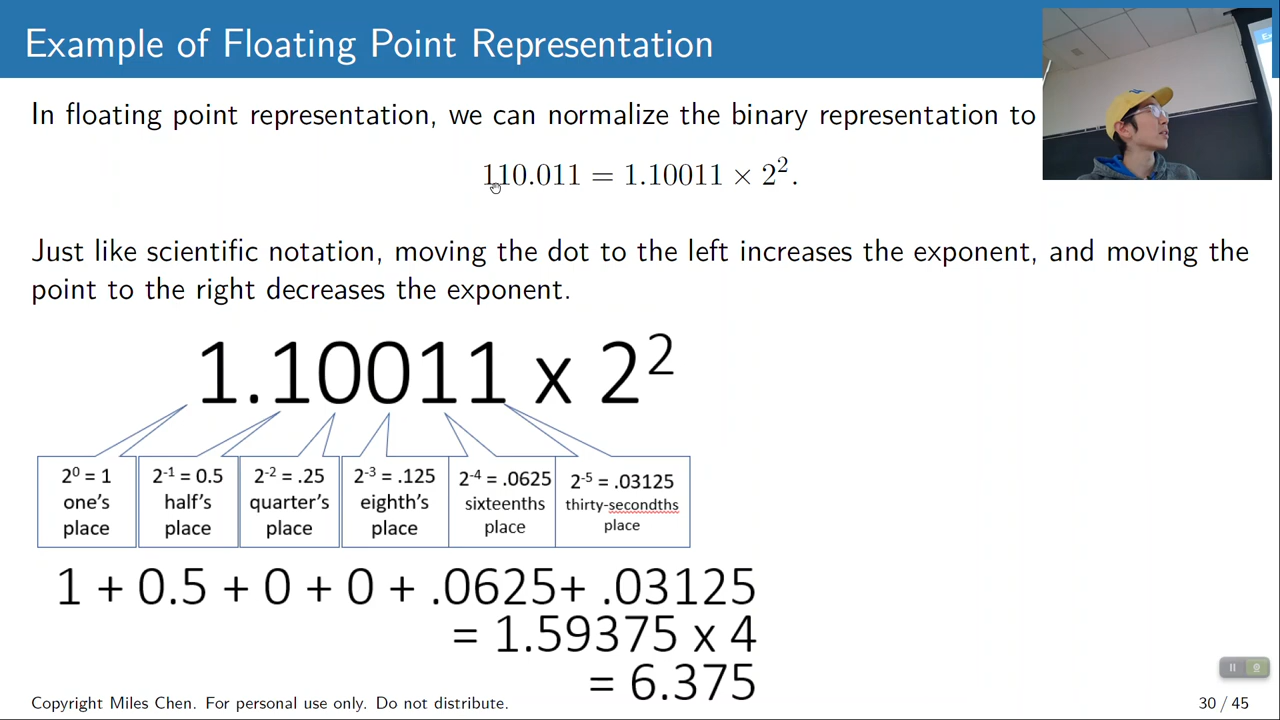 Example of Floating Point Representation
In floating point representation, we can normalize the binary representation to
110.011 = 1.10011 × 2².
Just like scientific notation, moving the dot to the left increases the exponent, and moving the
point to the right decreases the exponent.
1.10011 x 2²
2⁰ = 1
one's
place
2⁻¹ = 0.5
half's
place
2⁻² = .25
quarter's
place
2⁻³ = .125
eighth's
place
2⁻⁴ = .0625
sixteenths
place
2⁻⁵ = .03125
thirty-secondths
place
1 + 0.5 + 0 + 0 + .0625+ .03125
= 1.59375 x 4
= 6.375
Copyright Miles Chen. For personal use only. Do not distribute.
30 / 45